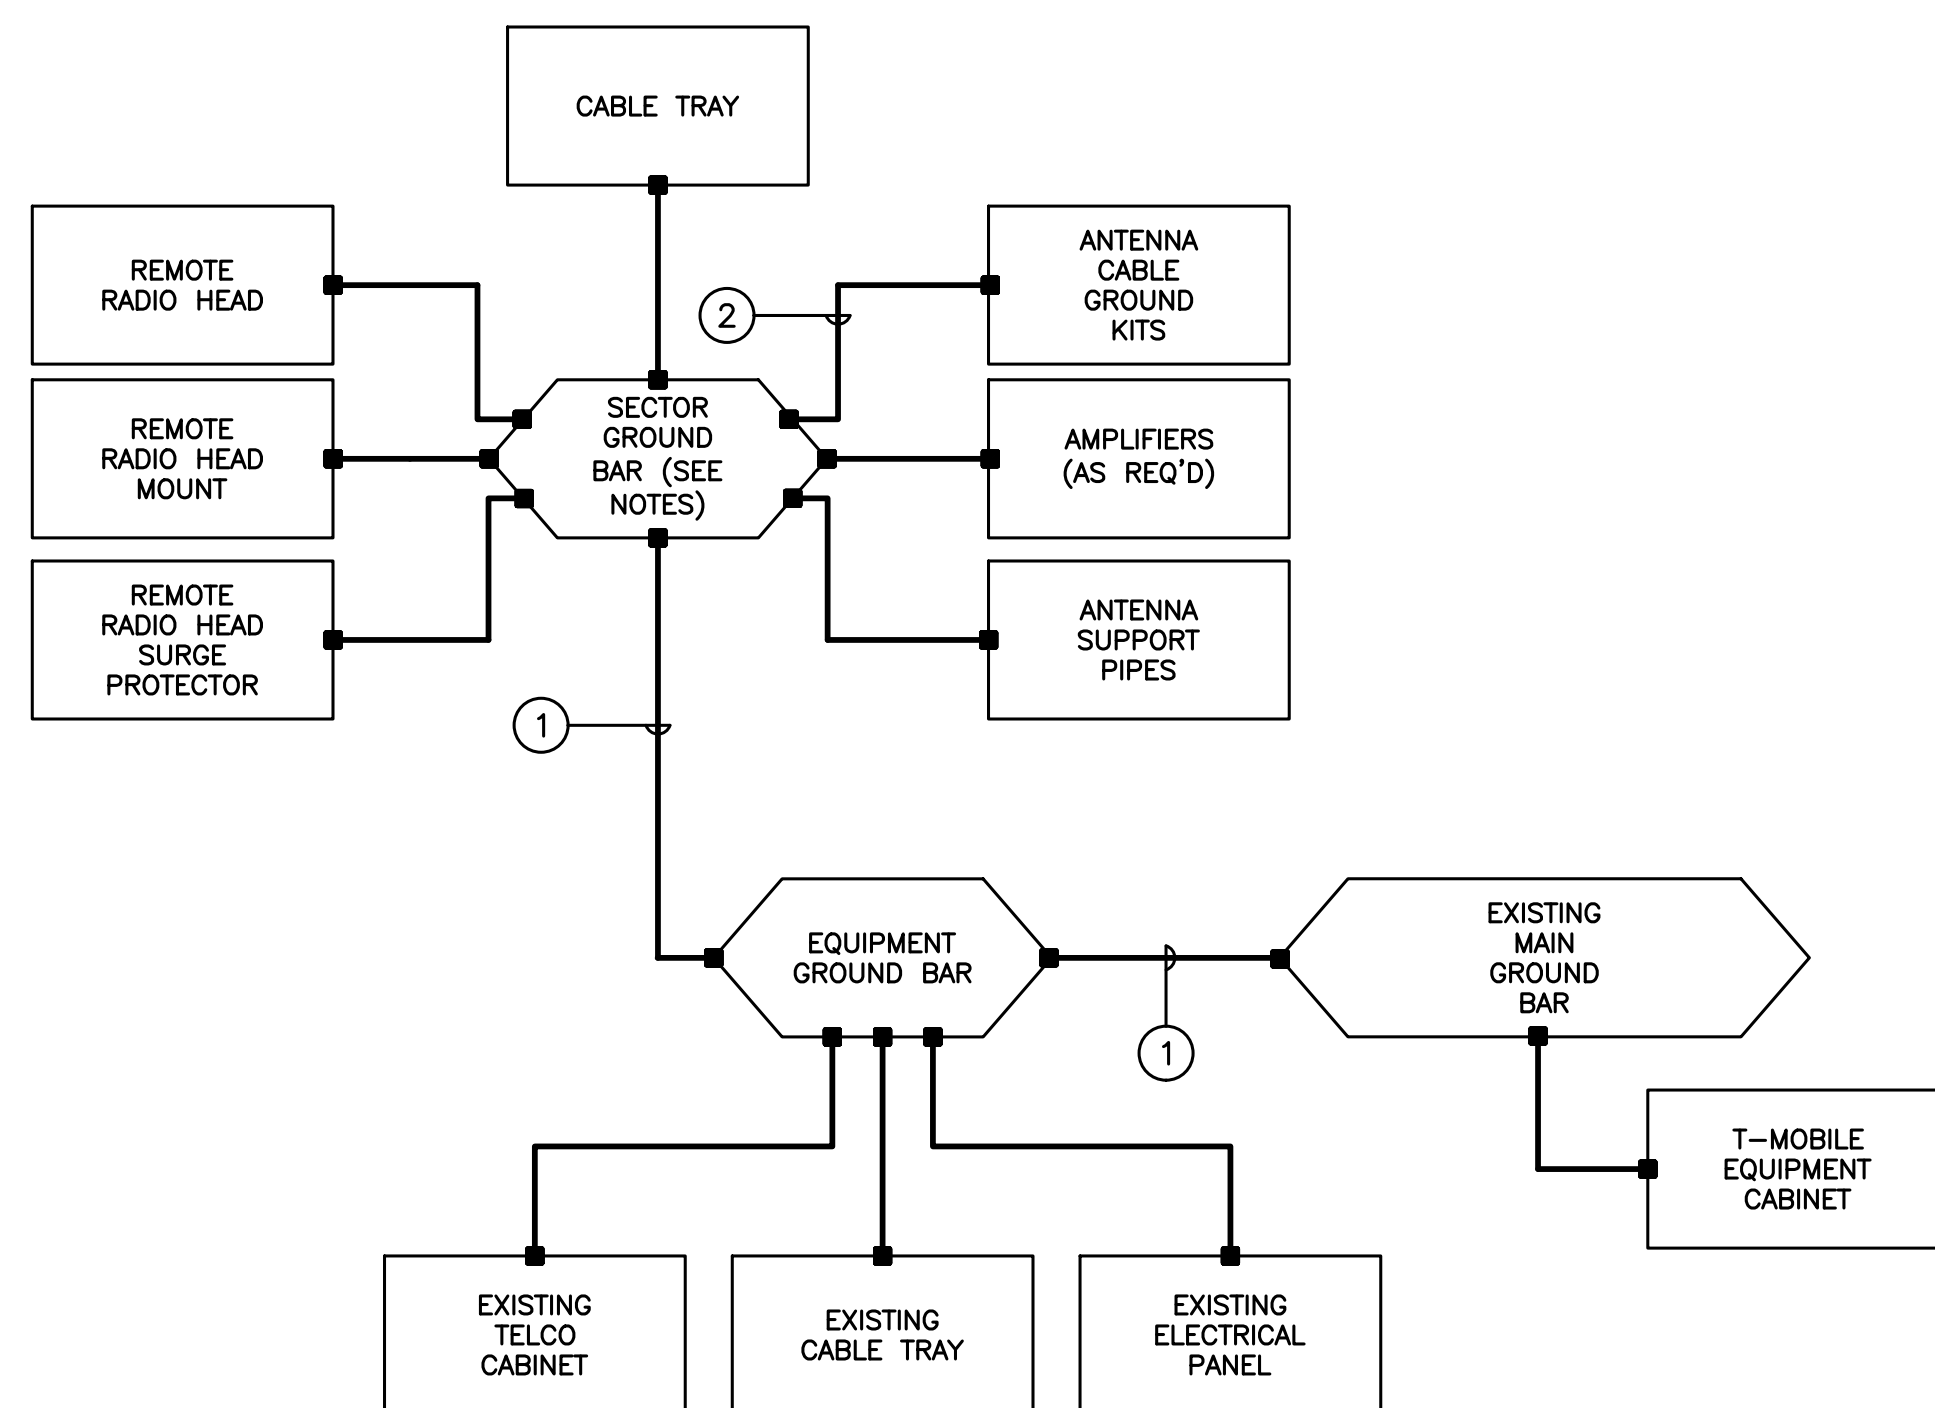 CABLE TRAY
REMOTE
RADIO HEAD
ANTENNA
CABLE
GROUND
KITS
2
REMOTE
RADIO HEAD
MOUNT
SECTOR
GROUND
BAR (SEE
NOTES)
AMPLIFIERS
(AS REQ'D)
REMOTE
RADIO HEAD
SURGE
PROTECTOR
ANTENNA
SUPPORT
PIPES
1
EQUIPMENT
GROUND BAR
EXISTING
MAIN
GROUND
BAR
1
T-MOBILE
EQUIPMENT
CABINET
EXISTING
TELCO
CABINET
EXISTING
CABLE TRAY
EXISTING
ELECTRICAL
PANEL